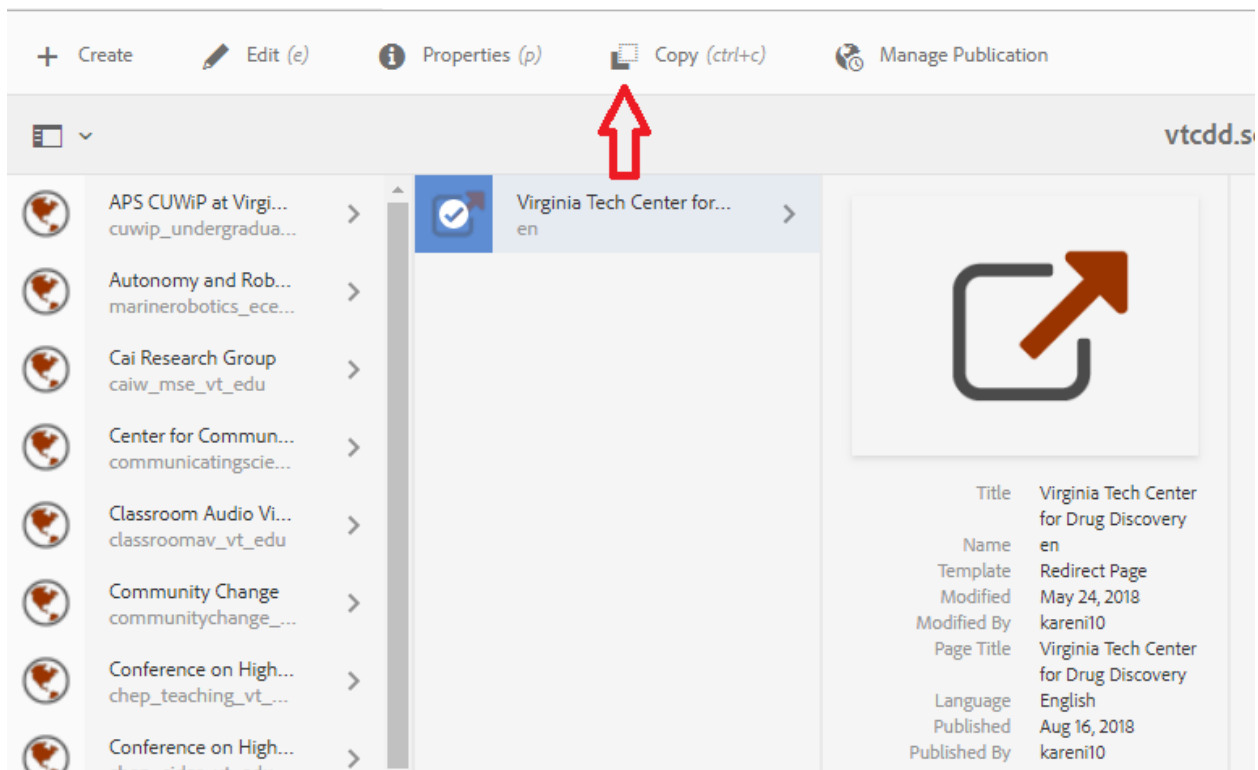 Create
Edit (e)
Properties (p)
Copy (ctrl+c)
Manage Publication
vtcdd.s
APS CUWiP at Virgi...
cuwip_undergradua...
Autonomy and Rob...
marinerobotics_ece...
Cai Research Group
caiw_mse_vt_edu
Center for Commun...
communicatingscie...
Classroom Audio Vi...
classroomav_vt_edu
Community Change
communitychange_...
Conference on High...
chep_teaching_vt_...
Conference on High...
Virginia Tech Center for...
en
Title Virginia Tech Center
for Drug Discovery
Name en
Template Redirect Page
Modified May 24, 2018
Modified By kareni10
Page Title Virginia Tech Center
for Drug Discovery
Language English
Published Aug 16, 2018
Published By kareni10